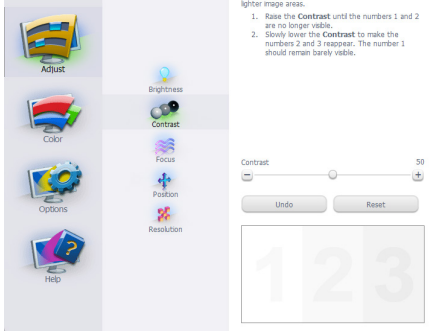 lighter image areas.
1. Raise the Contrast until the numbers 1 and 2
are no longer visible.
2. Slowly lower the Contrast to make the
numbers 2 and 3 reappear. The number 1
should remain barely visible.
Adjust
Color
Options
Help
Brightness
Contrast
Focus
Position
Resolution
Contrast 50
Undo Reset
1 2 3